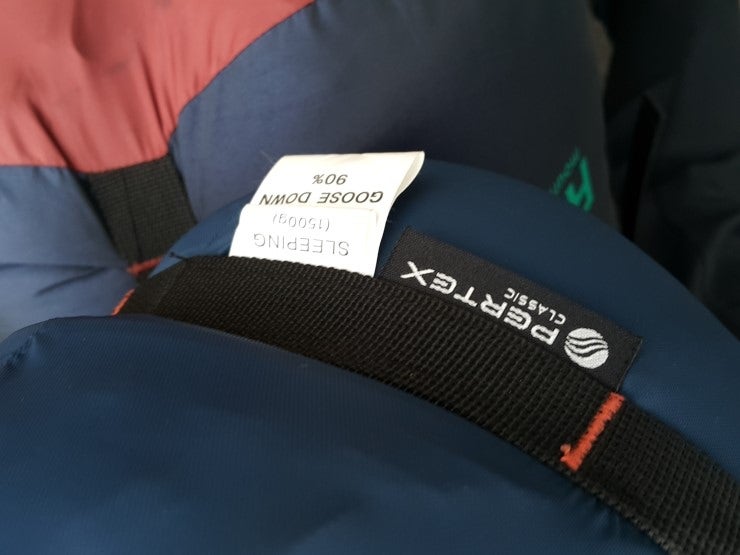 SLEEPING
(1500g)
GOOSE DOWN
90%
PERTEX
CLASSIC